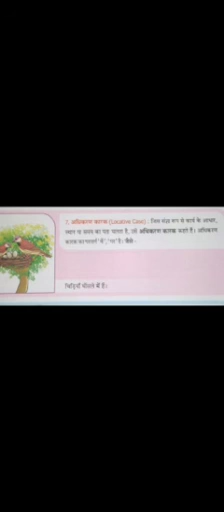 7. अधिकरण कारक (Locative Case) : जिस संज्ञा रूप से कार्य के आधार,
स्थान या समय का पता चलता है, उसे अधिकरण कारक कहते हैं। अधिकरण
कारक का परसर्ग 'में', 'पर' है। जैसे–
चिड़ियाँ घोंसले में हैं।